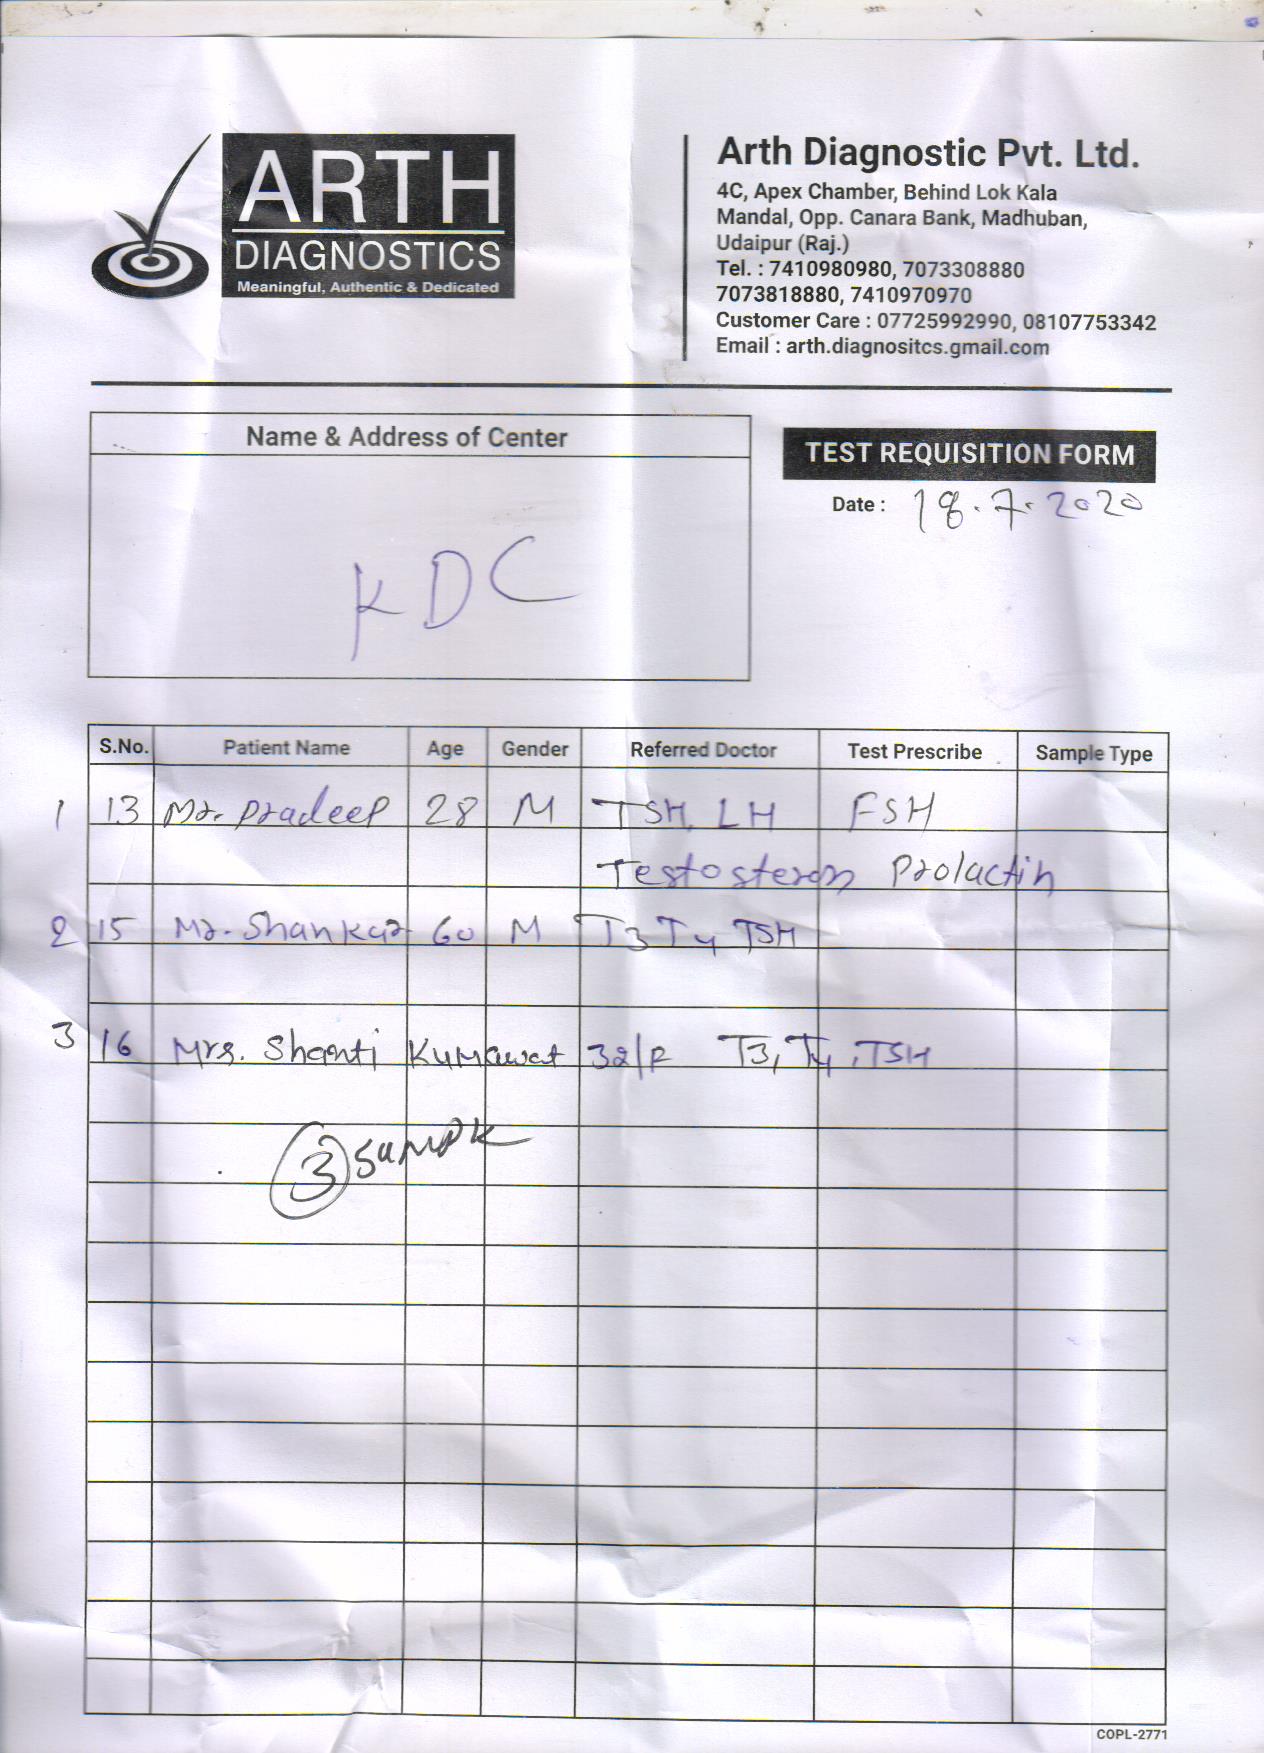 ARTH
DIAGNOSTICS
Meaningful, Authentic & Dedicated
Arth Diagnostic Pvt. Ltd.
4C, Apex Chamber, Behind Lok Kala
Mandal, Opp. Canara Bank, Madhuban,
Udaipur (Raj.)
Tel. : 7410980980, 7073308880
7073818880, 7410970970
Customer Care : 07725992990, 08107753342
Email : arth.diagnositcs.gmail.com
Name & Address of Center
KDC
TEST REQUISITION FORM
Date : 18.7.2020
S.No. Patient Name Age Gender Referred Doctor Test Prescribe Sample Type
1 13 Mr. Pradeep 28 M TSH, LH FSH
Testosteron Prolactin
2 15 Mr. Shankar 60 M T3 T4 TSH
3 16 Mrs. Shanti Kumawat 32/F T3, T4, TSH
3 Sample
COPL-2771